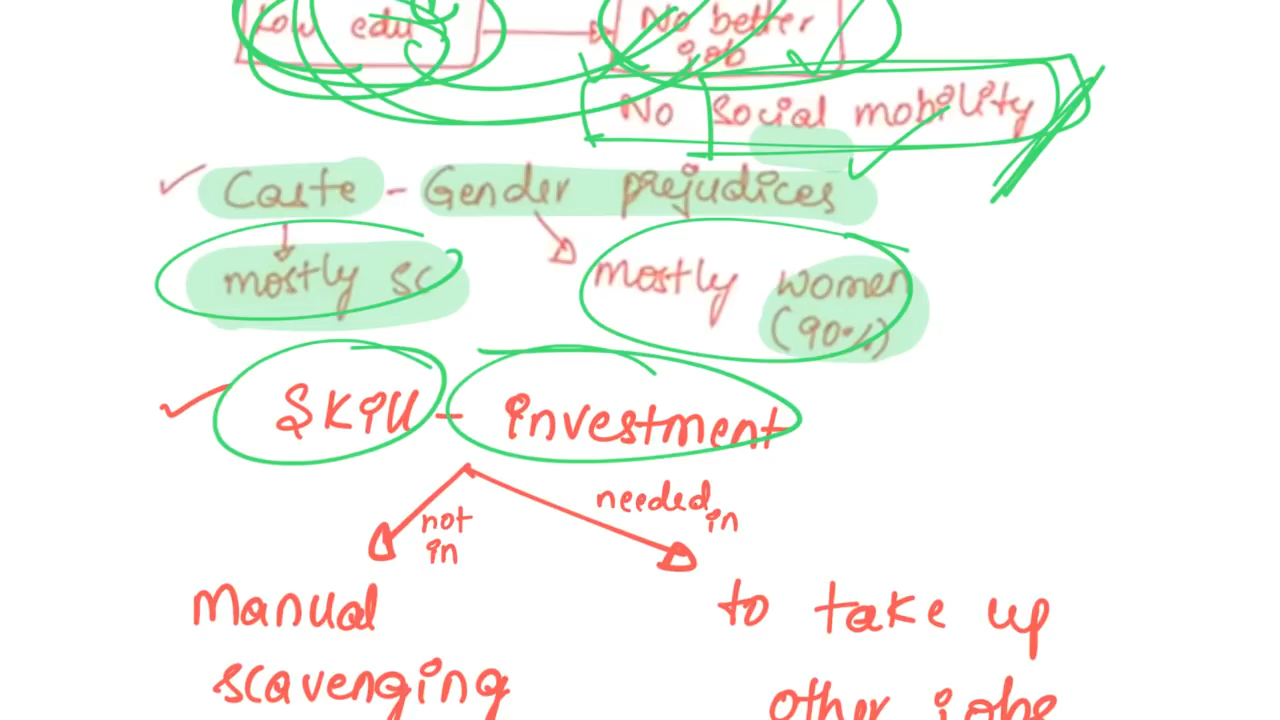 Low edu No better
job
No Social mobility
Caste - Gender prejudices
mostly SC mostly women
(90%)
Skill - investment
not in needed in
Manual to take up
scavenging other jobs